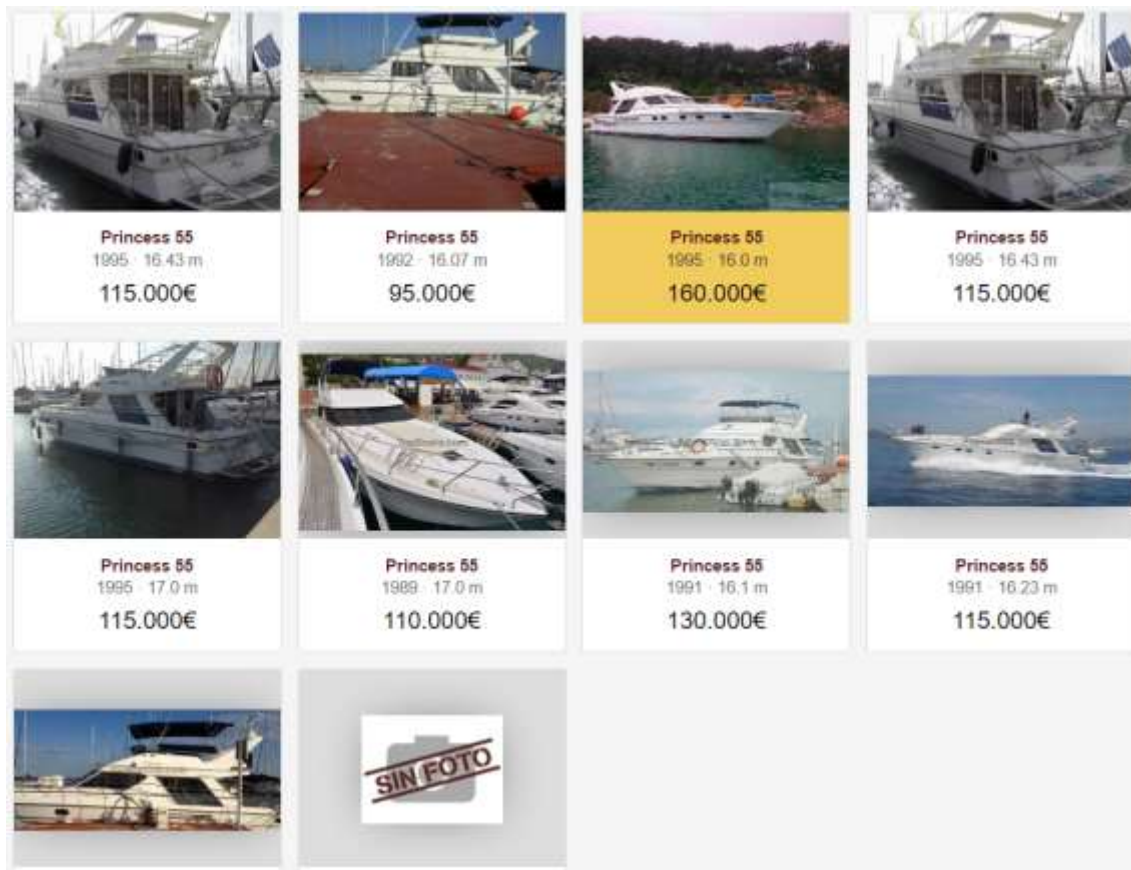 Princess 55
1995 · 16.43 m
115.000€
Princess 55
1992 · 16.07 m
95.000€
Princess 55
1995 · 16.0 m
160.000€
Princess 55
1995 · 16.43 m
115.000€
Princess 55
1995 · 17.0 m
115.000€
Princess 55
1989 · 17.0 m
110.000€
Princess 55
1991 · 16.1 m
130.000€
Princess 55
1991 · 16.23 m
115.000€
SIN FOTO